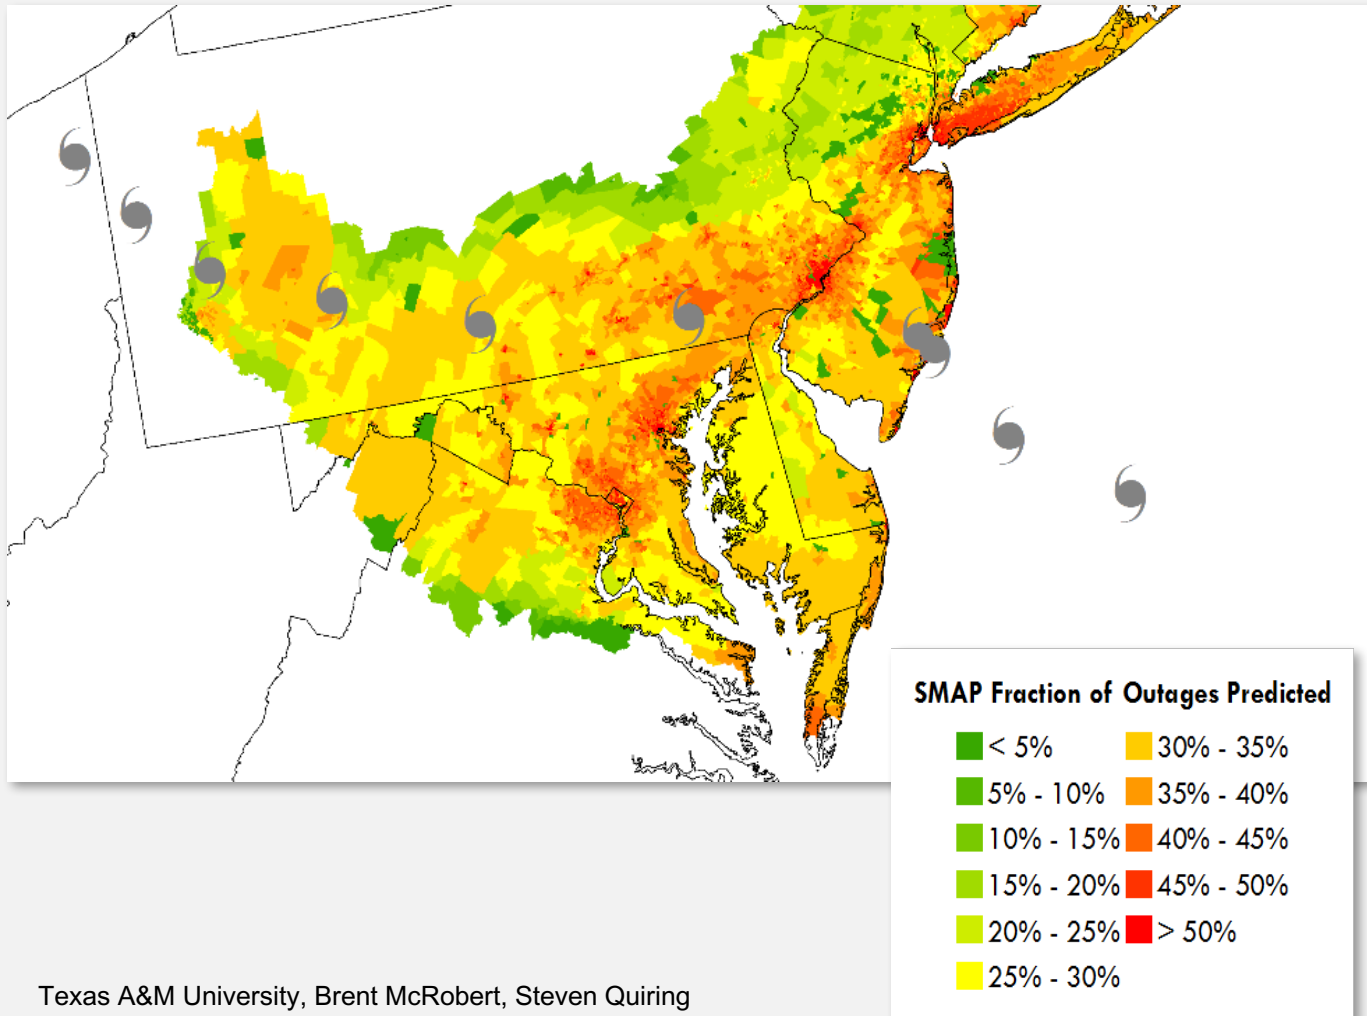 SMAP Fraction of Outages Predicted
< 5% 30% - 35%
5% - 10% 35% - 40%
10% - 15% 40% - 45%
15% - 20% 45% - 50%
20% - 25% > 50%
25% - 30%
Texas A&M University, Brent McRobert, Steven Quiring